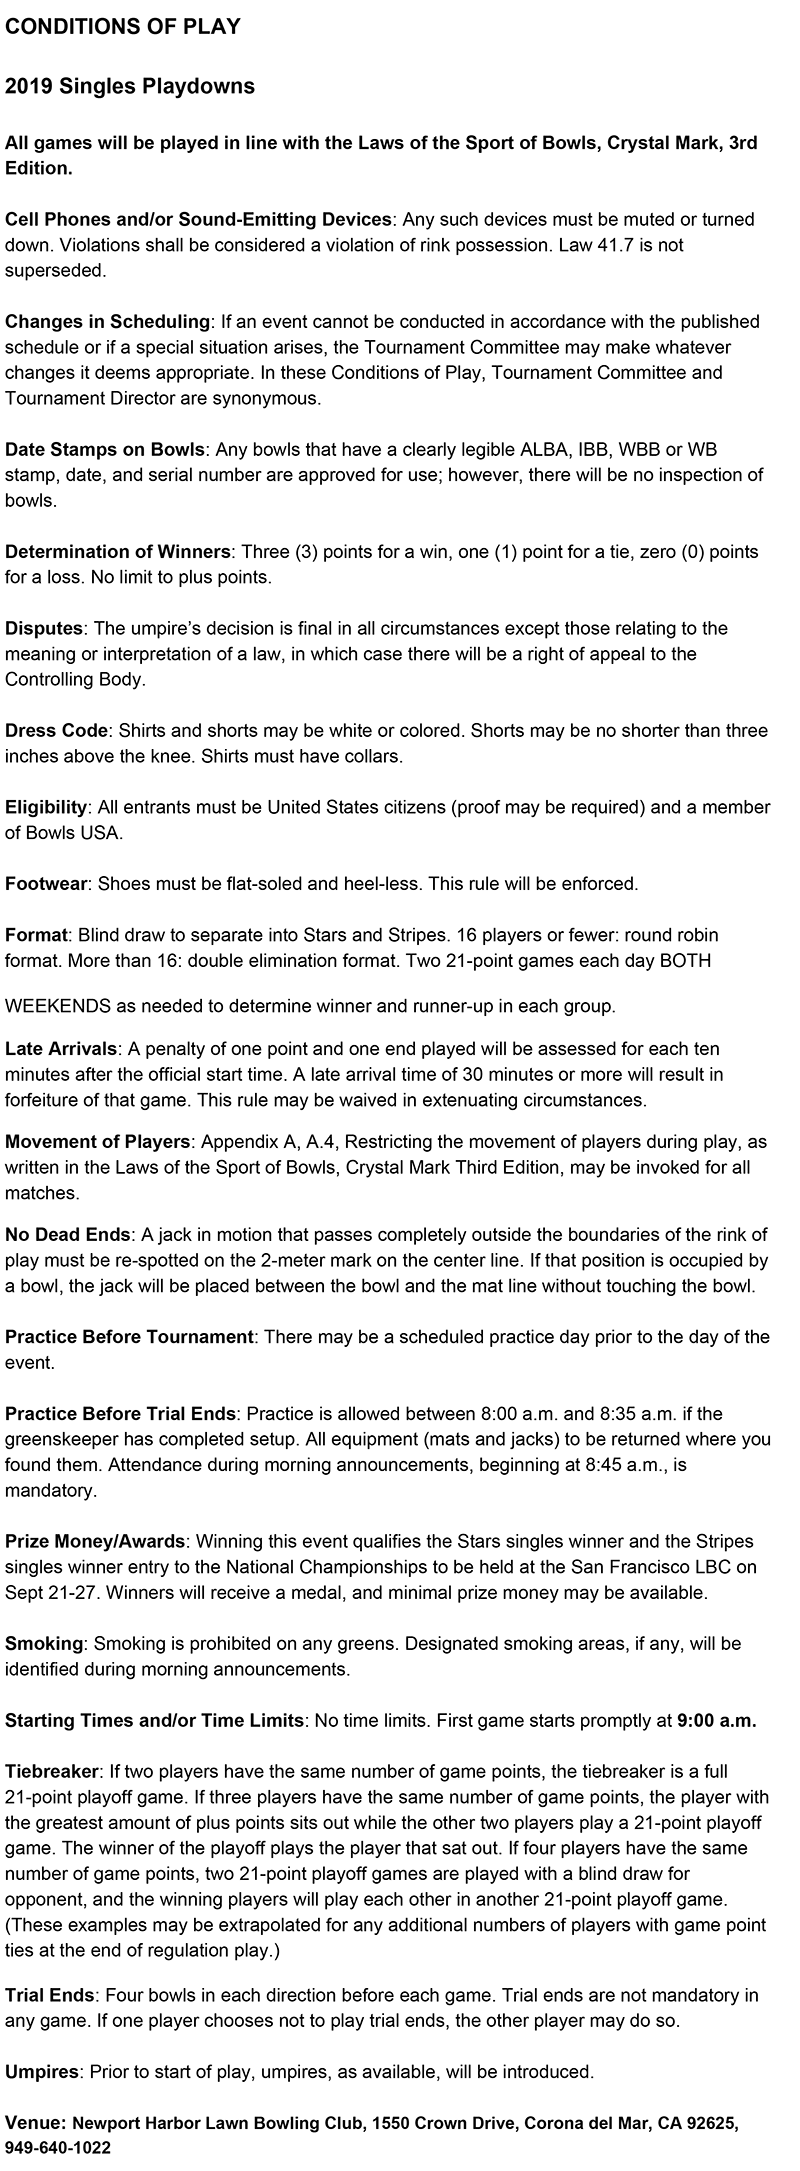 CONDITIONS OF PLAY
2019 Singles Playdowns
All games will be played in line with the Laws of the Sport of Bowls, Crystal Mark, 3rd
Edition.
Cell Phones and/or Sound-Emitting Devices: Any such devices must be muted or turned
down. Violations shall be considered a violation of rink possession. Law 41.7 is not
superseded.
Changes in Scheduling: If an event cannot be conducted in accordance with the published
schedule or if a special situation arises, the Tournament Committee may make whatever
changes it deems appropriate. In these Conditions of Play, Tournament Committee and
Tournament Director are synonymous.
Date Stamps on Bowls: Any bowls that have a clearly legible ALBA, IBB, WBB or WB
stamp, date, and serial number are approved for use; however, there will be no inspection of
bowls.
Determination of Winners: Three (3) points for a win, one (1) point for a tie, zero (0) points
for a loss. No limit to plus points.
Disputes: The umpire’s decision is final in all circumstances except those relating to the
meaning or interpretation of a law, in which case there will be a right of appeal to the
Controlling Body.
Dress Code: Shirts and shorts may be white or colored. Shorts may be no shorter than three
inches above the knee. Shirts must have collars.
Eligibility: All entrants must be United States citizens (proof may be required) and a member
of Bowls USA.
Footwear: Shoes must be flat-soled and heel-less. This rule will be enforced.
Format: Blind draw to separate into Stars and Stripes. 16 players or fewer: round robin
format. More than 16: double elimination format. Two 21-point games each day BOTH
WEEKENDS as needed to determine winner and runner-up in each group.
Late Arrivals: A penalty of one point and one end played will be assessed for each ten
minutes after the official start time. A late arrival time of 30 minutes or more will result in
forfeiture of that game. This rule may be waived in extenuating circumstances.
Movement of Players: Appendix A, A.4, Restricting the movement of players during play, as
written in the Laws of the Sport of Bowls, Crystal Mark Third Edition, may be invoked for all
matches.
No Dead Ends: A jack in motion that passes completely outside the boundaries of the rink of
play must be re-spotted on the 2-meter mark on the center line. If that position is occupied by
a bowl, the jack will be placed between the bowl and the mat line without touching the bowl.
Practice Before Tournament: There may be a scheduled practice day prior to the day of the
event.
Practice Before Trial Ends: Practice is allowed between 8:00 a.m. and 8:35 a.m. if the
greenskeeper has completed setup. All equipment (mats and jacks) to be returned where you
found them. Attendance during morning announcements, beginning at 8:45 a.m., is
mandatory.
Prize Money/Awards: Winning this event qualifies the Stars singles winner and the Stripes
singles winner entry to the National Championships to be held at the San Francisco LBC on
Sept 21-27. Winners will receive a medal, and minimal prize money may be available.
Smoking: Smoking is prohibited on any greens. Designated smoking areas, if any, will be
identified during morning announcements.
Starting Times and/or Time Limits: No time limits. First game starts promptly at 9:00 a.m.
Tiebreaker: If two players have the same number of game points, the tiebreaker is a full
21-point playoff game. If three players have the same number of game points, the player with
the greatest amount of plus points sits out while the other two players play a 21-point playoff
game. The winner of the playoff plays the player that sat out. If four players have the same
number of game points, two 21-point playoff games are played with a blind draw for
opponent, and the winning players will play each other in another 21-point playoff game.
(These examples may be extrapolated for any additional numbers of players with game point
ties at the end of regulation play.)
Trial Ends: Four bowls in each direction before each game. Trial ends are not mandatory in
any game. If one player chooses not to play trial ends, the other player may do so.
Umpires: Prior to start of play, umpires, as available, will be introduced.
Venue: Newport Harbor Lawn Bowling Club, 1550 Crown Drive, Corona del Mar, CA 92625,
949-640-1022